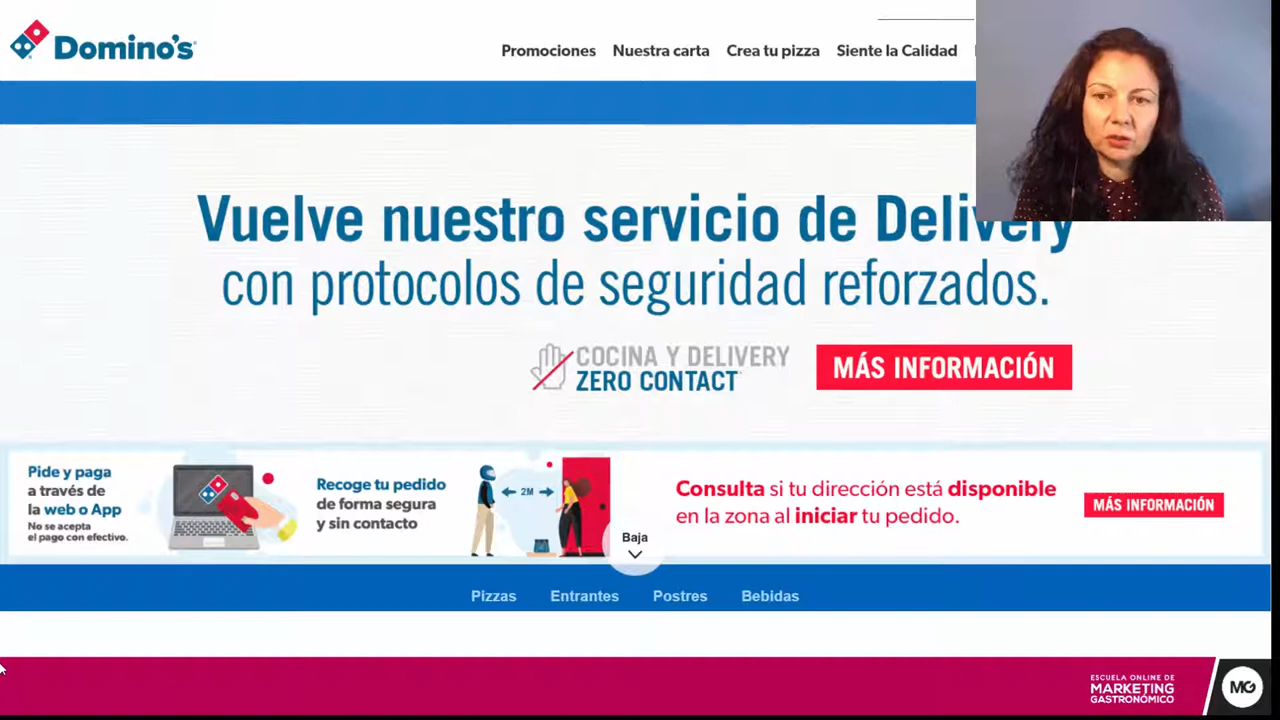 Domino's
Promociones Nuestra carta Crea tu pizza Siente la Calidad
Vuelve nuestro servicio de Delivery
con protocolos de seguridad reforzados.
COCINA Y DELIVERY
ZERO CONTACT
MÁS INFORMACIÓN
Pide y paga
a través de
la web o App
No se acepta
el pago con efectivo.
Recoge tu pedido
de forma segura
y sin contacto
2M
Consulta si tu dirección está disponible
en la zona al iniciar tu pedido.
MÁS INFORMACIÓN
Baja
Pizzas Entrantes Postres Bebidas
ESCUELA ONLINE DE
MARKETING
GASTRONÓMICO
MG